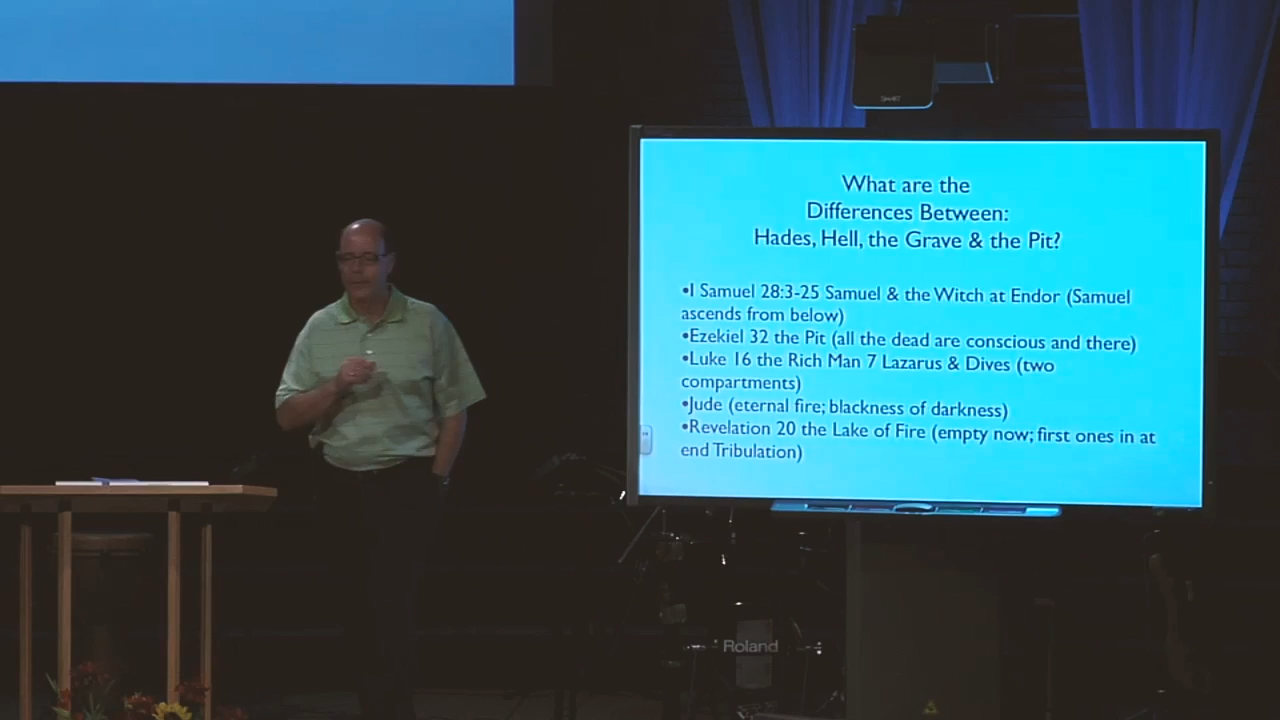 What are the
Differences Between:
Hades, Hell, the Grave & the Pit?
•I Samuel 28:3-25 Samuel & the Witch at Endor (Samuel
ascends from below)
•Ezekiel 32 the Pit (all the dead are conscious and there)
•Luke 16 the Rich Man 7 Lazarus & Dives (two
compartments)
•Jude (eternal fire; blackness of darkness)
•Revelation 20 the Lake of Fire (empty now; first ones in at
end Tribulation)
Roland